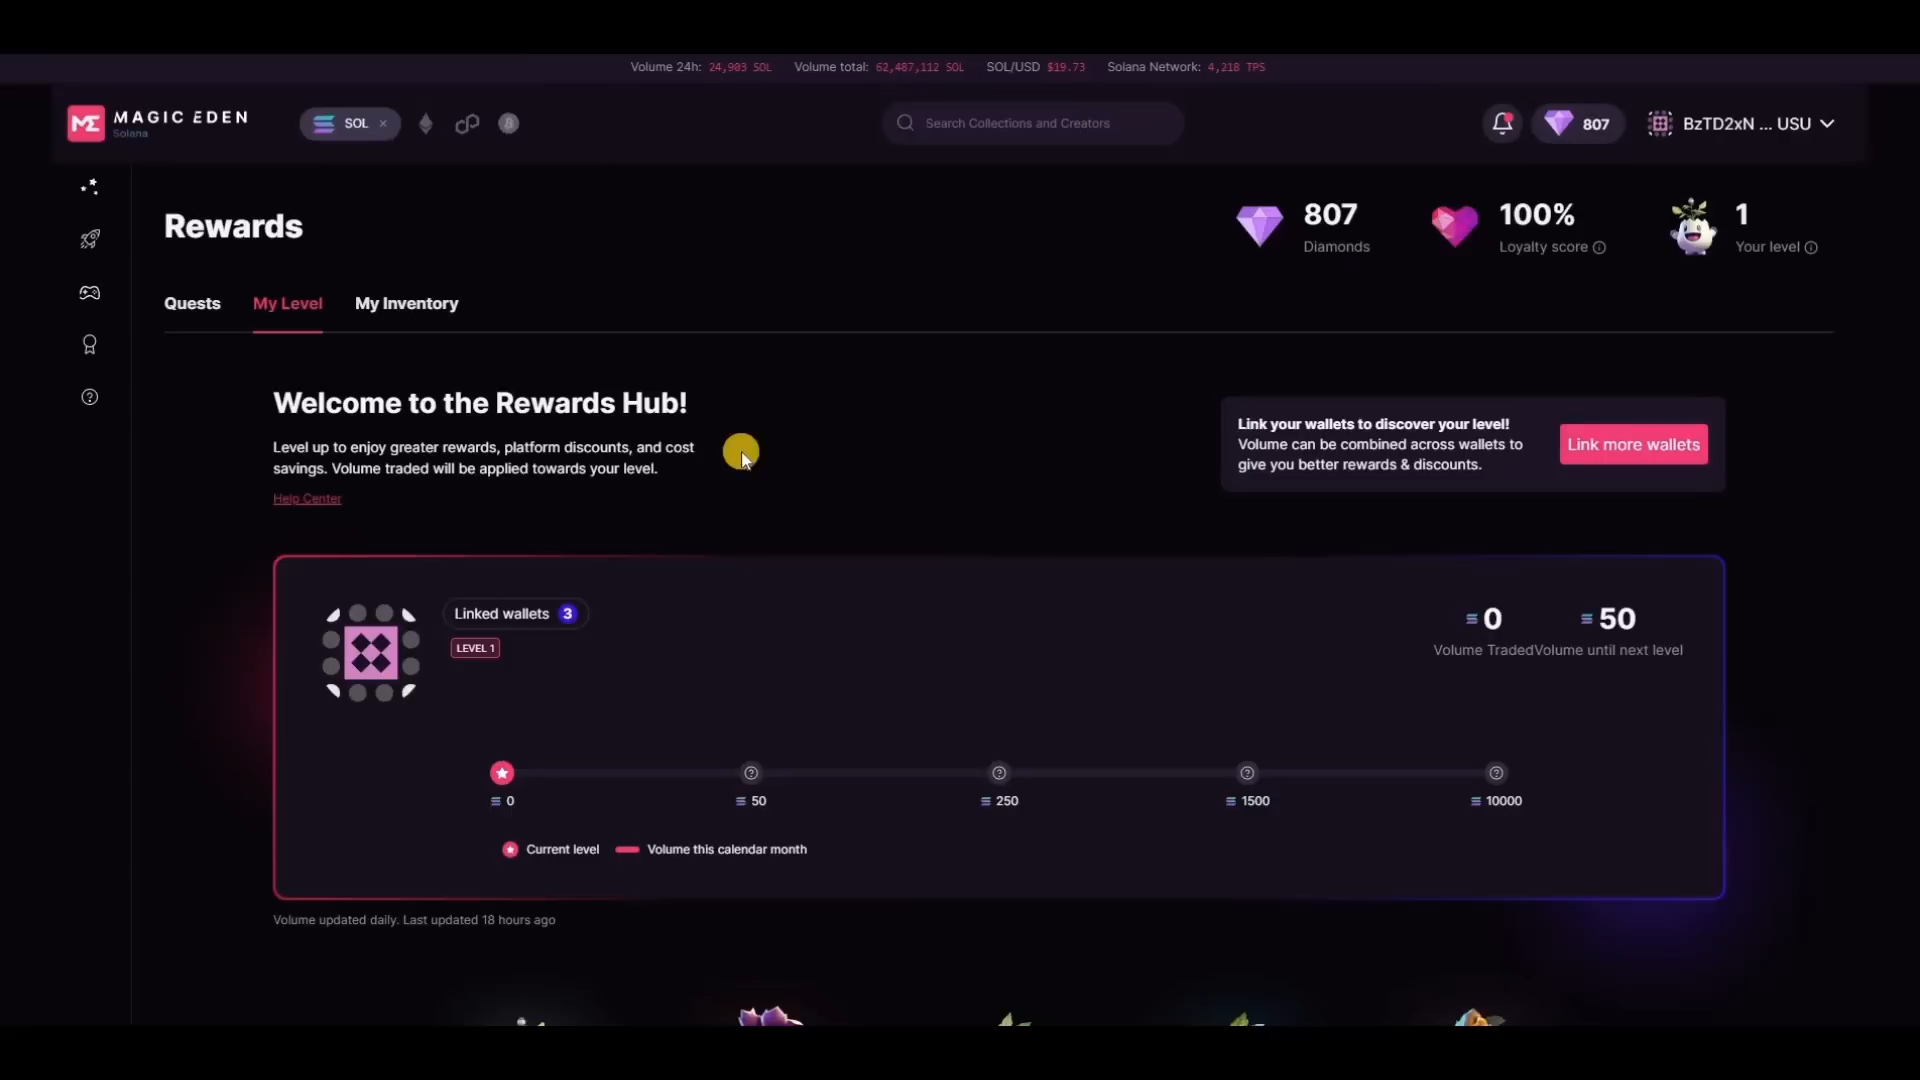 Volume 24h: 24,903 SOL Volume total: 62,487,112 SOL SOL/USD $19.73 Solana Network: 4,218 TPS
ME MAGIC EDEN
Solana
SOL × Search Collections and Creators 807 BzTD2xN ... USU
Rewards
807 Diamonds
100% Loyalty score
1 Your level
Quests My Level My Inventory
Welcome to the Rewards Hub!
Level up to enjoy greater rewards, platform discounts, and cost
savings. Volume traded will be applied towards your level.
Help Center
Link your wallets to discover your level!
Volume can be combined across wallets to
give you better rewards & discounts.
Link more wallets
Linked wallets 3
LEVEL 1
0 50
Volume Traded Volume until next level
0 50 250 1500 10000
Current level Volume this calendar month
Volume updated daily. Last updated 18 hours ago